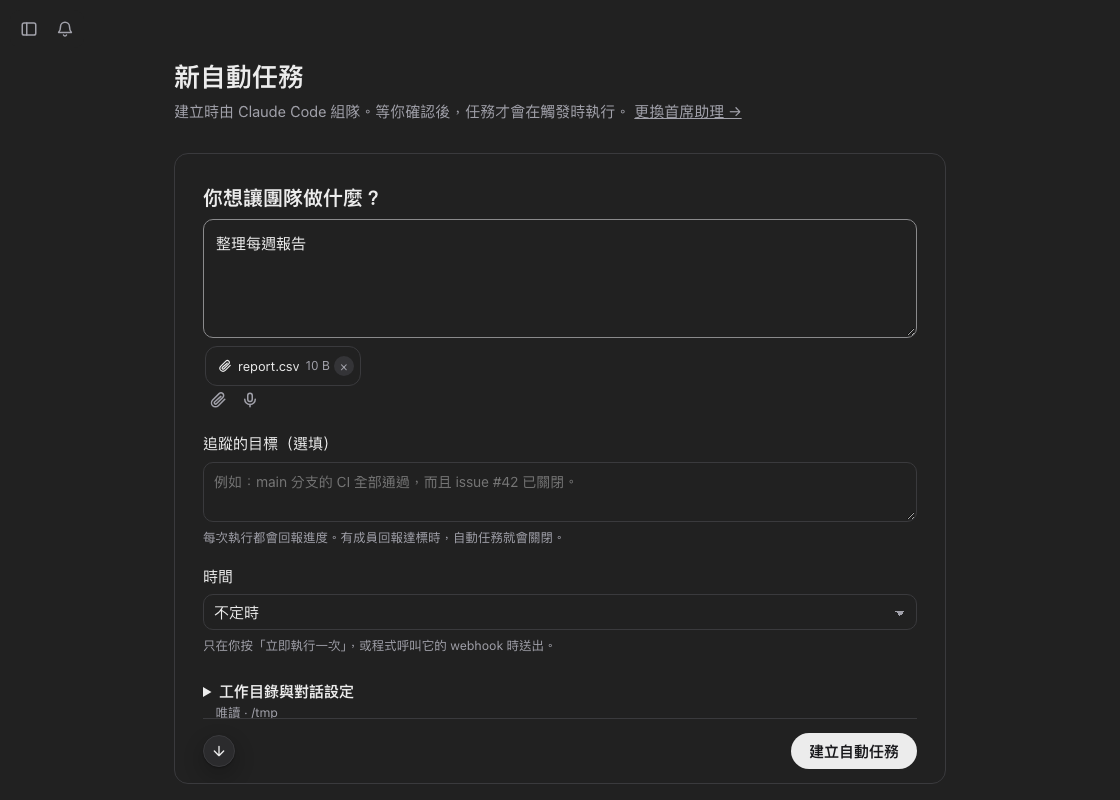 新自動任務
建立時由 Claude Code 組隊。等你確認後，任務才會在觸發時執行。 更換首席助理 →
你想讓團隊做什麼？
整理每週報告
report.csv 10 B ×
追蹤的目標（選填）
例如：main 分支的 CI 全部通過，而且 issue #42 已關閉。
每次執行都會回報進度。有成員回報達標時，自動任務就會關閉。
時間
不定時
只在你按「立即執行一次」，或程式呼叫它的 webhook 時送出。
工作目錄與對話設定
唯讀 · /tmp
建立自動任務